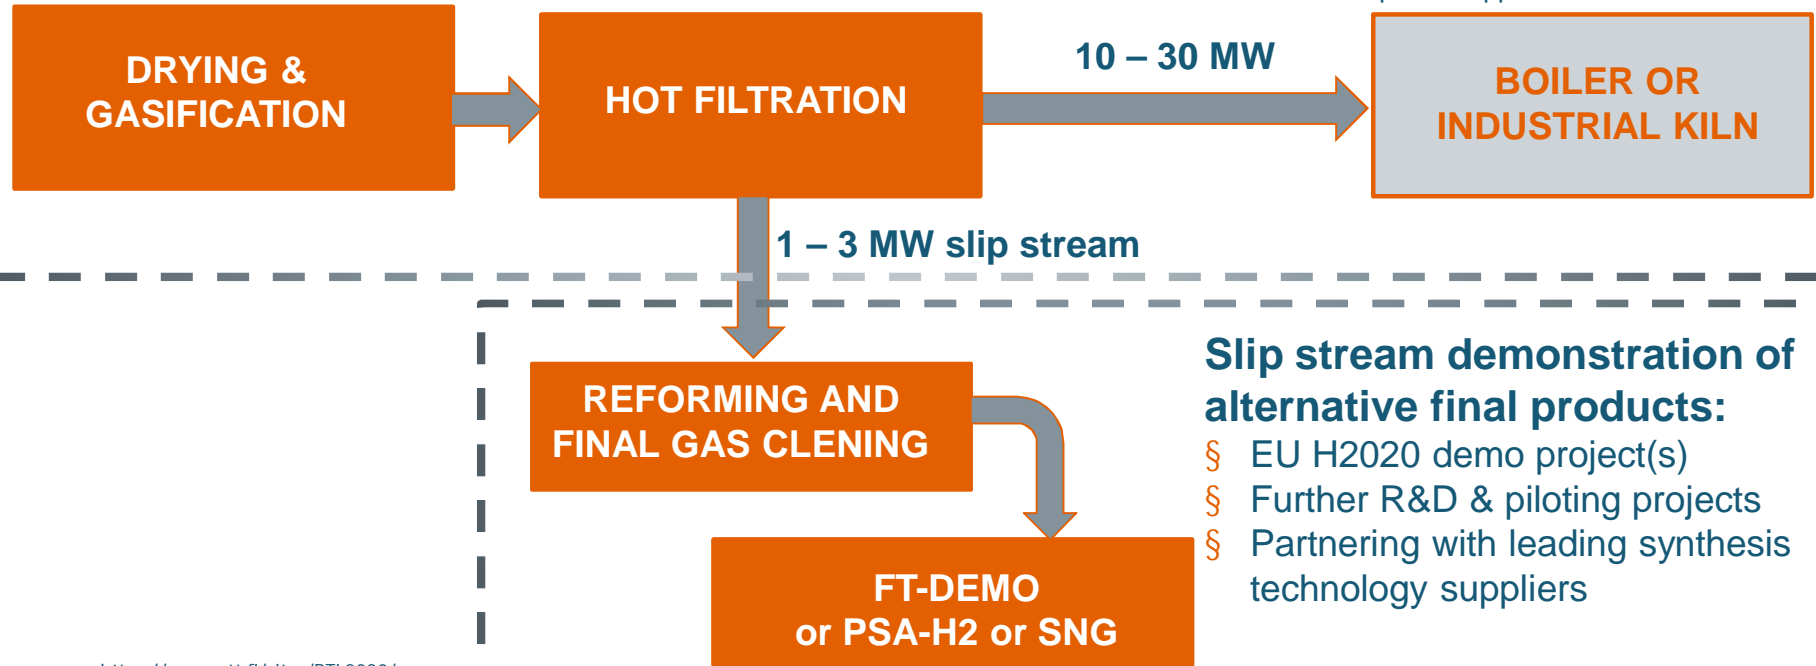 DRYING &
GASIFICATION
HOT FILTRATION
10 – 30 MW
BOILER OR
INDUSTRIAL KILN
1 – 3 MW slip stream
REFORMING AND
FINAL GAS CLENING
FT-DEMO
or PSA-H2 or SNG
Slip stream demonstration of
alternative final products:
§ EU H2020 demo project(s)
§ Further R&D & piloting projects
§ Partnering with leading synthesis
technology suppliers